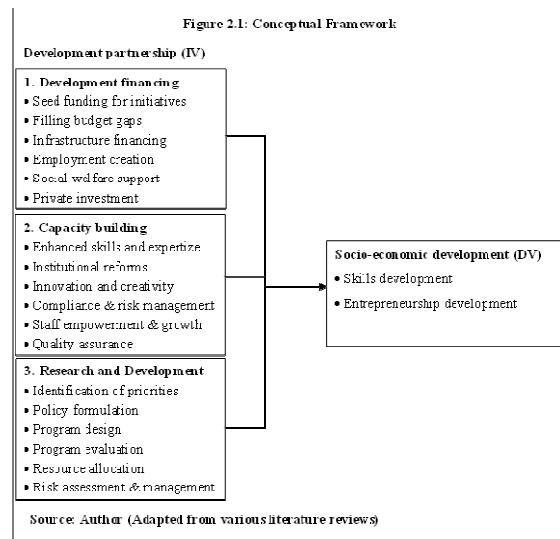 Figure 2.1: Conceptual Framework
Development partnership (IV)
1. Development financing
• Seed funding for initiatives
• Filling budget gaps
• Infrastructure financing
• Employment creation
• Social welfare support
• Private investment
2. Capacity building
• Enhanced skills and expertize
• Institutional reforms
• Innovation and creativity
• Compliance & risk management
• Staff empowerment & growth
• Quality assurance
3. Research and Development
• Identification of priorities
• Policy formulation
• Program design
• Program evaluation
• Resource allocation
• Risk assessment & management
Socio-economic development (DV)
• Skills development
• Entrepreneurship development
Source: Author (Adapted from various literature reviews)